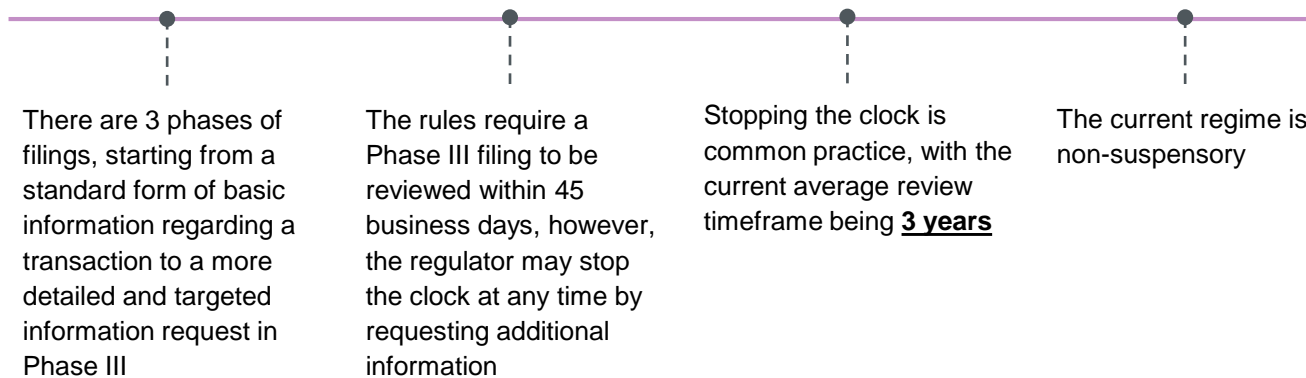 There are 3 phases of
filings, starting from a
standard form of basic
information regarding a
transaction to a more
detailed and targeted
information request in
Phase III
The rules require a
Phase III filing to be
reviewed within 45
business days, however,
the regulator may stop
the clock at any time by
requesting additional
information
Stopping the clock is
common practice, with the
current average review
timeframe being 3 years
The current regime is
non-suspensory